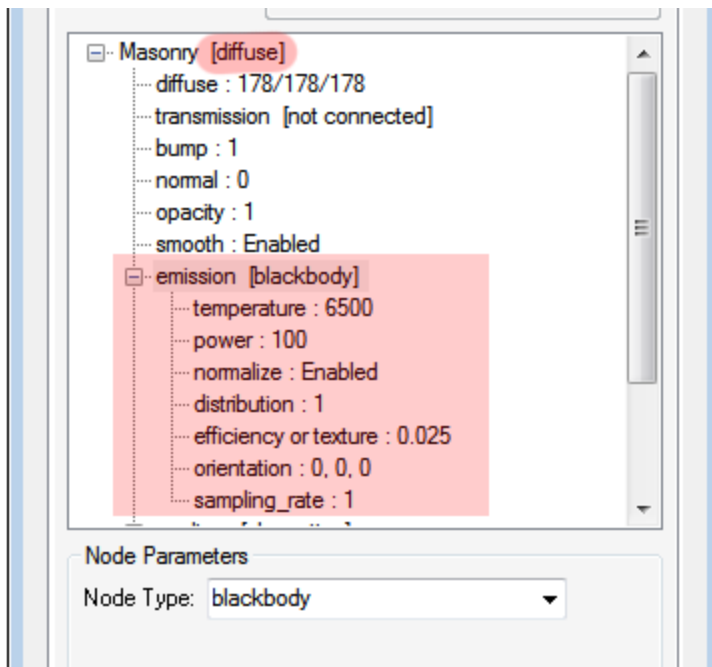 Masonry [diffuse]
diffuse : 178/178/178
transmission [not connected]
bump : 1
normal : 0
opacity : 1
smooth : Enabled
emission [blackbody]
temperature : 6500
power : 100
normalize : Enabled
distribution : 1
efficiency or texture : 0.025
orientation : 0, 0, 0
sampling_rate : 1
Node Parameters
Node Type: blackbody